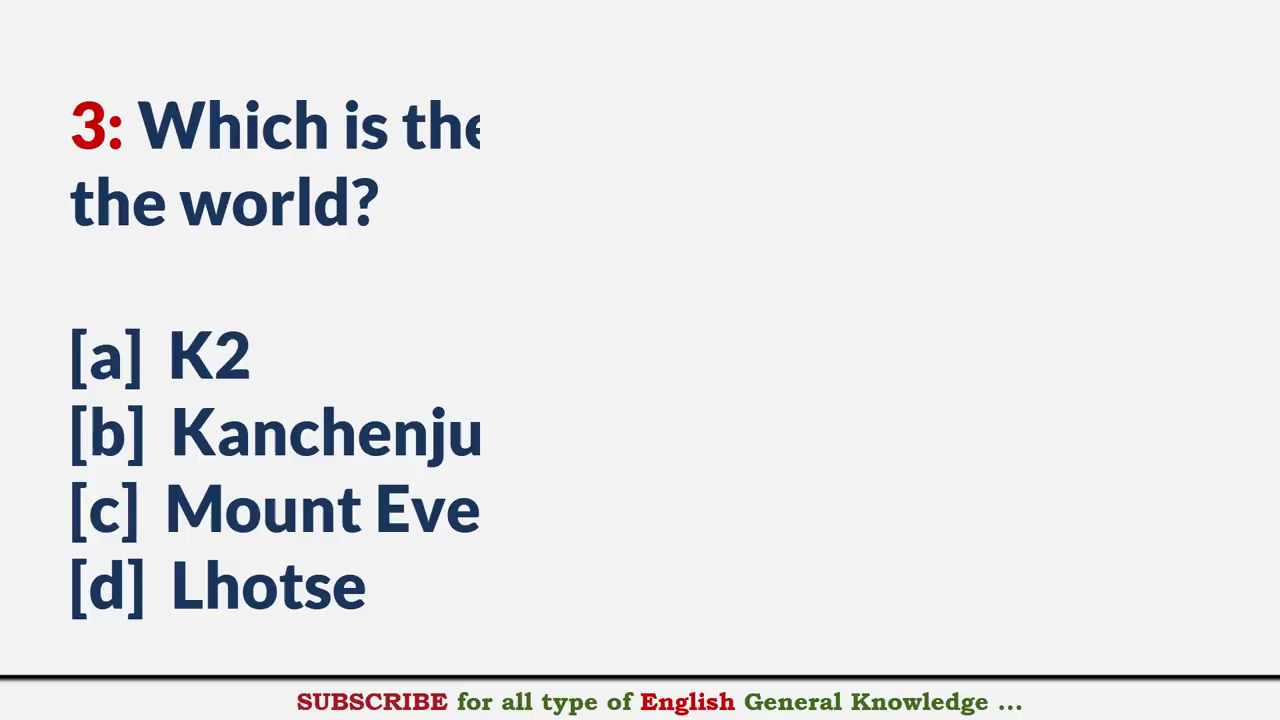 3: Which is the
the world?
[a] K2
[b] Kanchenju
[c] Mount Eve
[d] Lhotse
SUBSCRIBE for all type of English General Knowledge ...